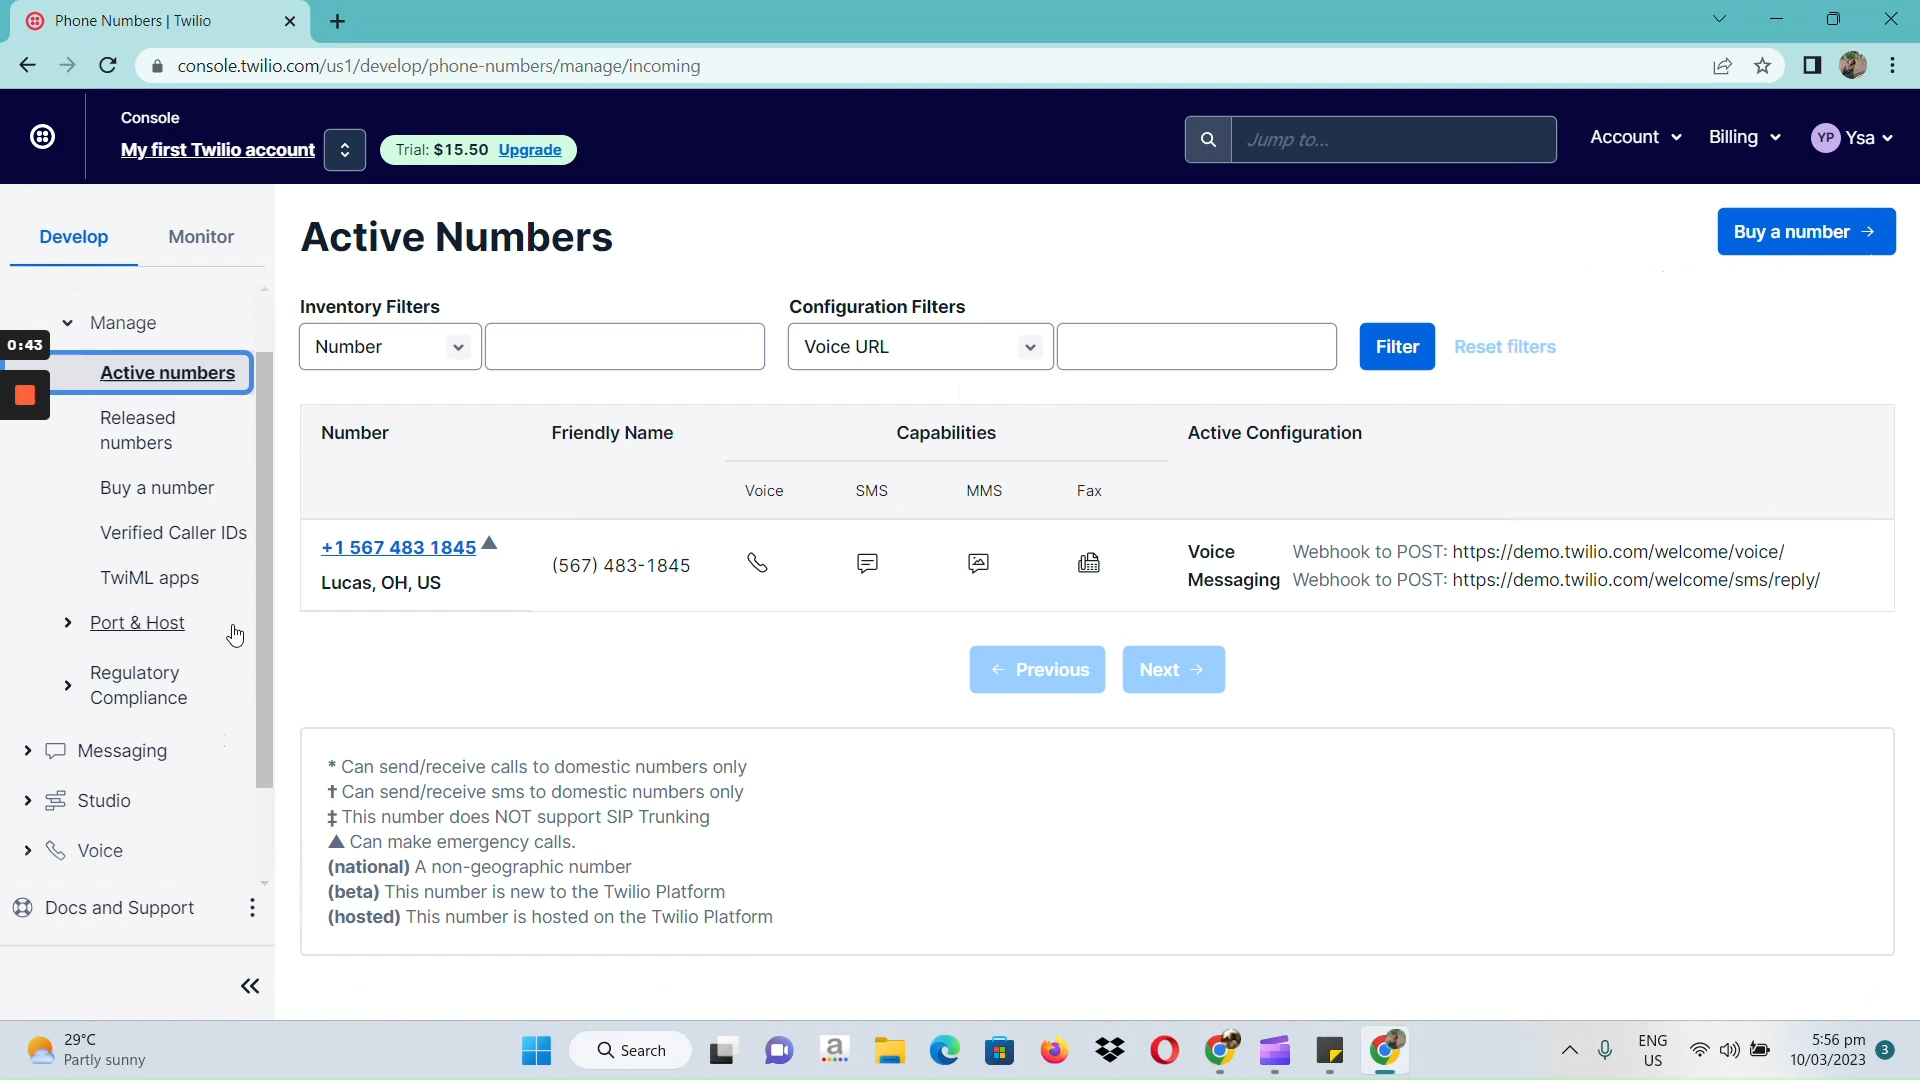 Phone Numbers | Twilio
console.twilio.com/us1/develop/phone-numbers/manage/incoming
Console
My first Twilio account
Trial: $15.50 Upgrade
Jump to...
Account
Billing
YP
Ysa
Develop
Monitor
Manage
0:43
Active numbers
Released
numbers
Buy a number
Verified Caller IDs
TwiML apps
Port & Host
Regulatory
Compliance
Messaging
Studio
Voice
Docs and Support
Active Numbers
Buy a number →
Inventory Filters
Configuration Filters
Number
Voice URL
Filter
Reset filters
Number
Friendly Name
Capabilities
Active Configuration
Voice
SMS
MMS
Fax
+1 567 483 1845 ▲
Lucas, OH, US
(567) 483-1845
Voice Webhook to POST: https://demo.twilio.com/welcome/voice/
Messaging Webhook to POST: https://demo.twilio.com/welcome/sms/reply/
← Previous
Next →
* Can send/receive calls to domestic numbers only
† Can send/receive sms to domestic numbers only
‡ This number does NOT support SIP Trunking
▲ Can make emergency calls.
(national) A non-geographic number
(beta) This number is new to the Twilio Platform
(hosted) This number is hosted on the Twilio Platform
29°C
Partly sunny
Search
a
ENG
US
5:56 pm
10/03/2023
3